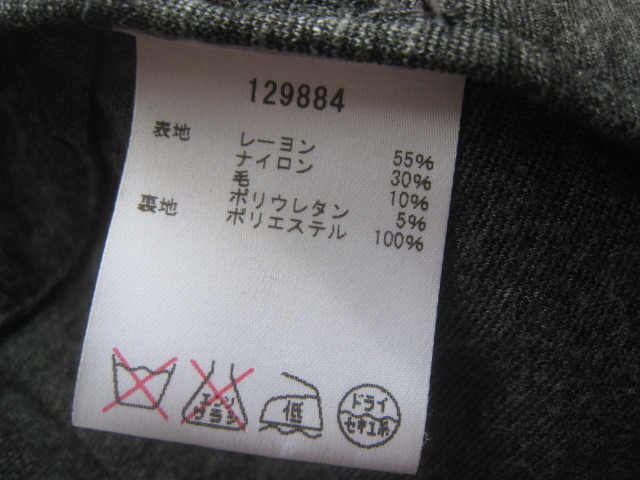 129884
表地 レーヨン 55%
ナイロン 30%
毛 10%
ポリウレタン 5%
裏地 ポリエステル 100%
エンソ
サラシ
低
ドライ
セキユ系